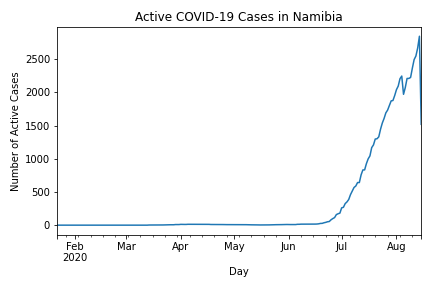 Active COVID-19 Cases in Namibia
Number of Active Cases
2500
2000
1500
1000
500
0
Feb Mar Apr May Jun Jul Aug
2020
Day